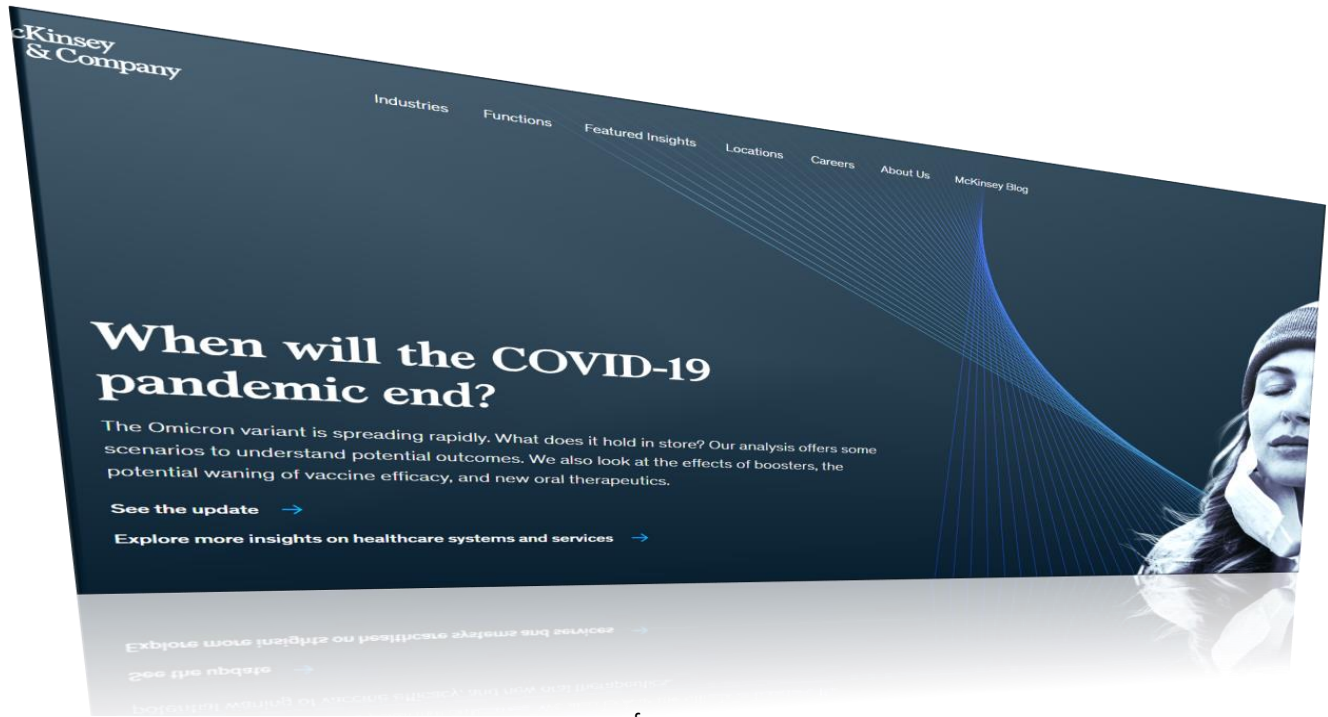 cKinsey
& Company
Industries Functions Featured Insights Locations Careers About Us McKinsey Blog
When will the COVID-19
pandemic end?
The Omicron variant is spreading rapidly. What does it hold in store? Our analysis offers some
scenarios to understand potential outcomes. We also look at the effects of boosters, the
potential waning of vaccine efficacy, and new oral therapeutics.
See the update →
Explore more insights on healthcare systems and services →